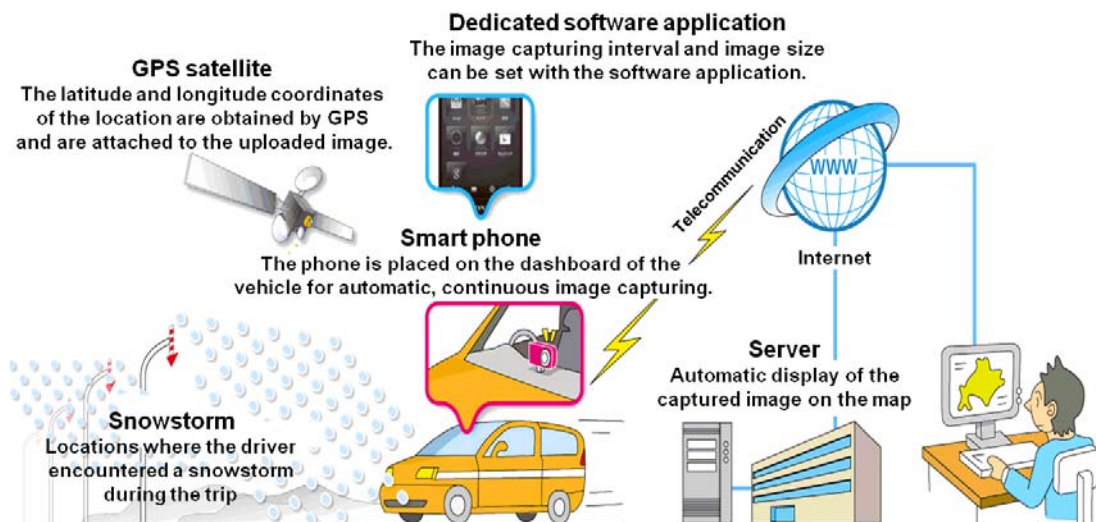 Dedicated software application
The image capturing interval and image size
can be set with the software application.
GPS satellite
The latitude and longitude coordinates
of the location are obtained by GPS
and are attached to the uploaded image.
Telecommunication
WWW
Internet
Smart phone
The phone is placed on the dashboard of the
vehicle for automatic, continuous image capturing.
Server
Automatic display of the
captured image on the map
Snowstorm
Locations where the driver
encountered a snowstorm
during the trip